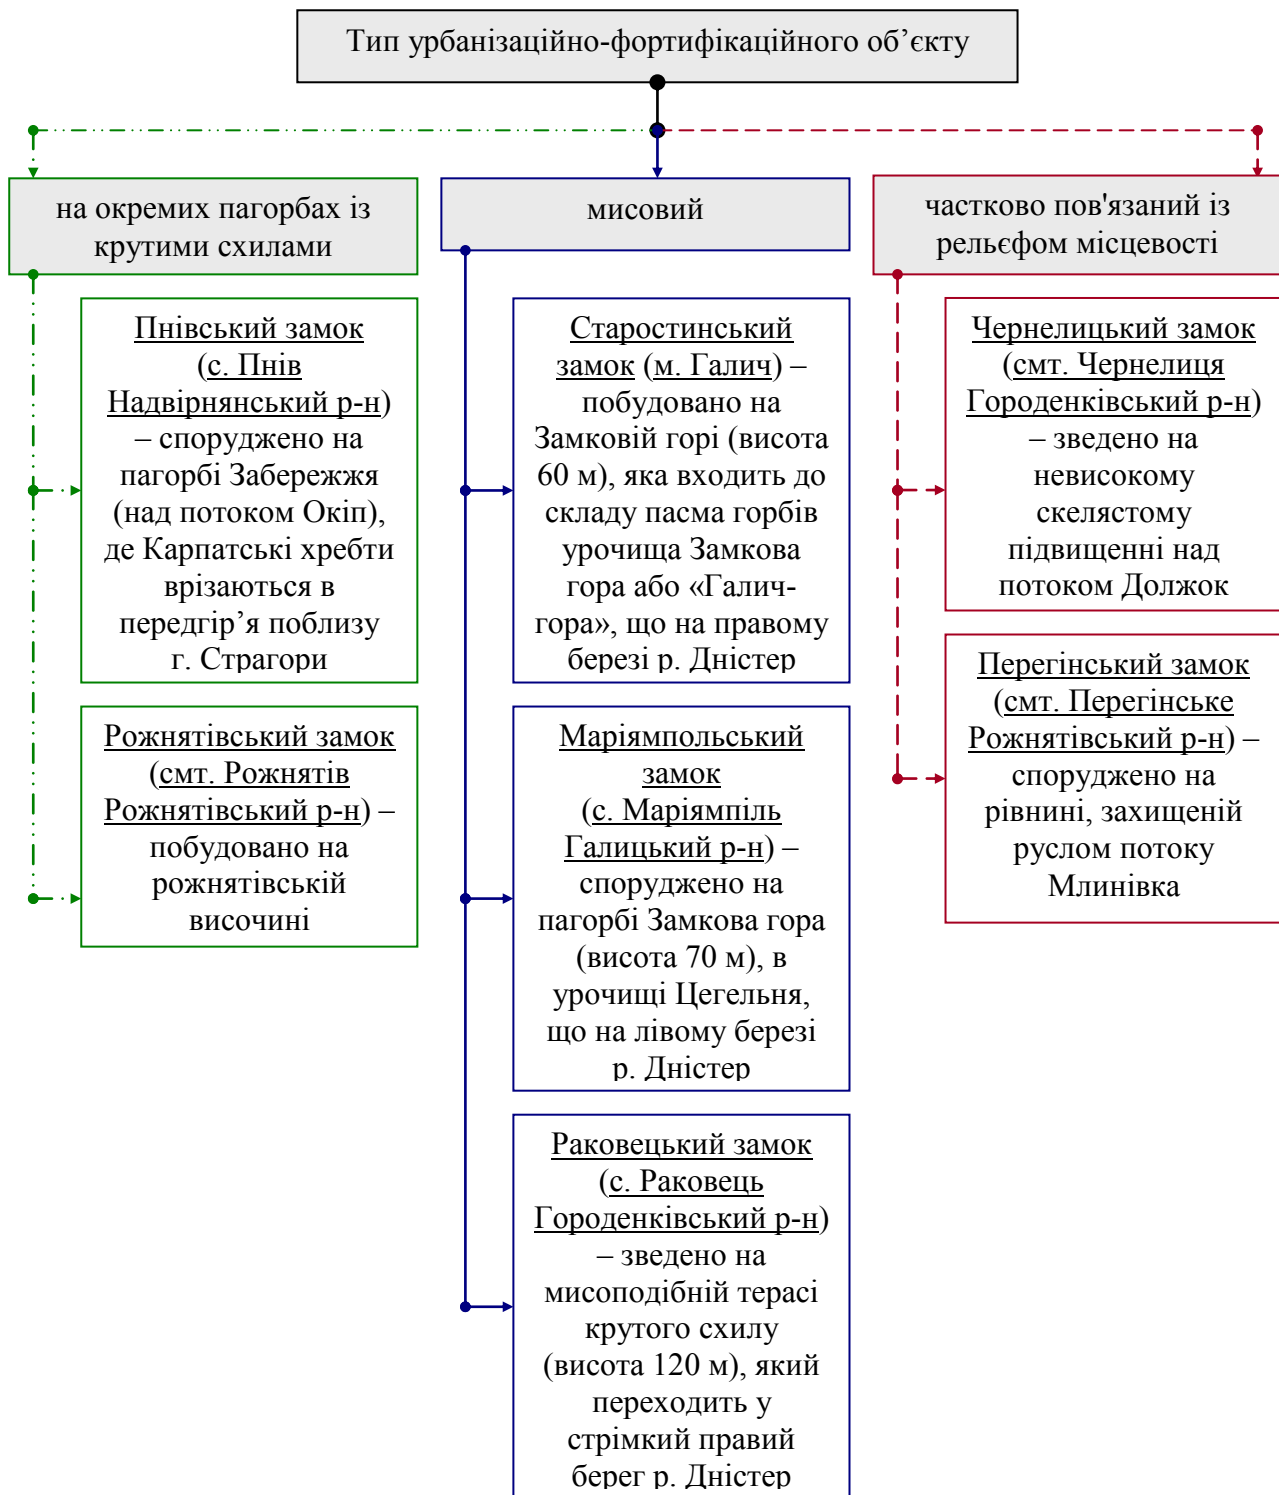 Тип урбанізаційно-фортифікаційного об’єкту
на окремих пагорбах із
крутими схилами
мисовий
частково пов'язаний із
рельєфом місцевості
Пнівський замок
(с. Пнів
Надвірнянський р-н)
– споруджено на
пагорбі Забережжя
(над потоком Окіп),
де Карпатські хребти
врізаються в
передгір’я поблизу
г. Страгори
Рожнятівський замок
(смт. Рожнятів
Рожнятівський р-н) –
побудовано на
рожнятівській
височині
Старостинський
замок (м. Галич) –
побудовано на
Замковій горі (висота
60 м), яка входить до
складу пасма горбів
урочища Замкова
гора або «Галич-
гора», що на правому
березі р. Дністер
Маріямпольський
замок
(с. Маріямпіль
Галицький р-н) –
споруджено на
пагорбі Замкова гора
(висота 70 м), в
урочищі Цегельня,
що на лівому березі
р. Дністер
Раковецький замок
(с. Раковець
Городенківський р-н)
– зведено на
мисоподібній терасі
крутого схилу
(висота 120 м), який
переходить у
стрімкий правий
берег р. Дністер
Чернелицький замок
(смт. Чернелиця
Городенківський р-н)
– зведено на
невисокому
скелястому
підвищенні над
потоком Должок
Перегінський замок
(смт. Перегінське
Рожнятівський р-н) –
споруджено на
рівнині, захищеній
руслом потоку
Млинівка